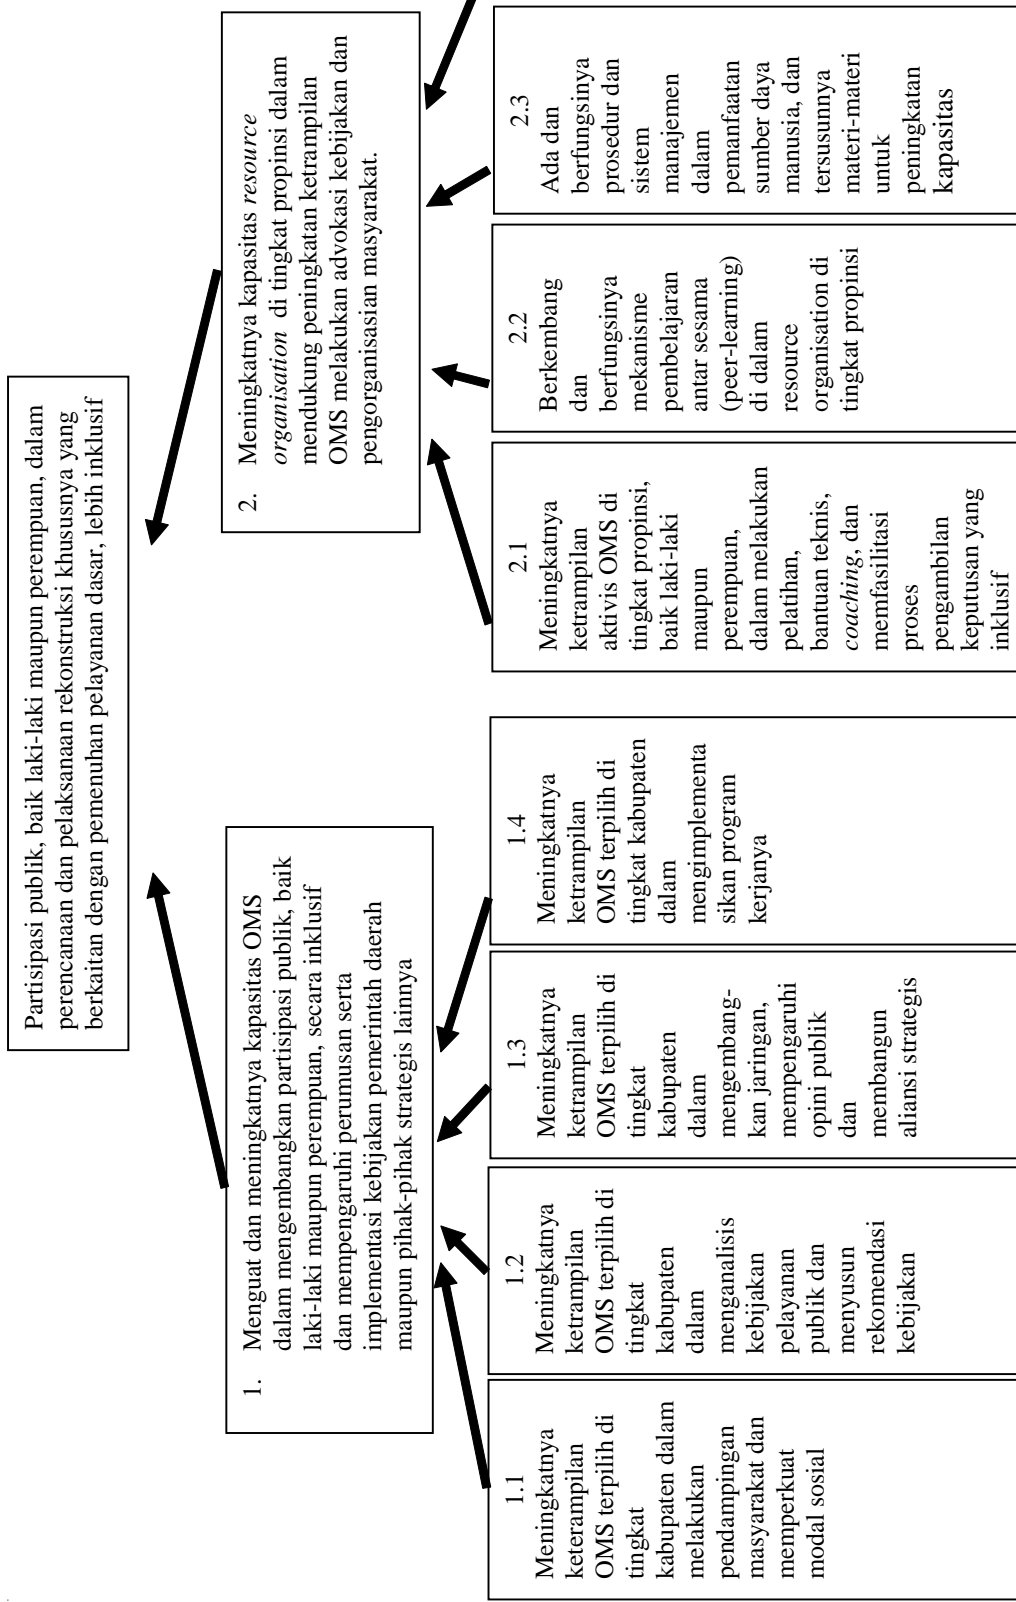 Partisipasi publik, baik laki-laki maupun perempuan, dalam
perencanaan dan pelaksanaan rekonstruksi khususnya yang
berkaitan dengan pemenuhan pelayanan dasar, lebih inklusif
1. Menguat dan meningkatnya kapasitas OMS
dalam mengembangkan partisipasi publik, baik
laki-laki maupun perempuan, secara inklusif
dan mempengaruhi perumusan serta
implementasi kebijakan pemerintah daerah
maupun pihak-pihak strategis lainnya
2. Meningkatnya kapasitas resource
organisation di tingkat propinsi dalam
mendukung peningkatan ketrampilan
OMS melakukan advokasi kebijakan dan
pengorganisasian masyarakat.
1.1
Meningkatnya
keterampilan
OMS terpilih di
tingkat
kabupaten dalam
melakukan
pendampingan
masyarakat dan
memperkuat
modal sosial
1.2
Meningkatnya
ketrampilan
OMS terpilih di
tingkat
kabupaten
dalam
menganalisis
kebijakan
pelayanan
publik dan
menyusun
rekomendasi
kebijakan
1.3
Meningkatnya
ketrampilan
OMS terpilih di
tingkat
kabupaten
dalam
mengembang-
kan jaringan,
mempengaruhi
opini publik
dan
membangun
aliansi strategis
1.4
Meningkatnya
ketrampilan
OMS terpilih di
tingkat kabupaten
dalam
mengimplementa
sikan program
kerjanya
2.1
Meningkatnya
ketrampilan
aktivis OMS di
tingkat propinsi,
baik laki-laki
maupun
perempuan,
dalam melakukan
pelatihan,
bantuan teknis,
coaching, dan
memfasilitasi
proses
pengambilan
keputusan yang
inklusif
2.2
Berkembang
dan
berfungsinya
mekanisme
pembelajaran
antar sesama
(peer-learning)
di dalam
resource
organisation di
tingkat propinsi
2.3
Ada dan
berfungsinya
prosedur dan
sistem
manajemen
dalam
pemanfaatan
sumber daya
manusia, dan
tersusunnya
materi-materi
untuk
peningkatan
kapasitas